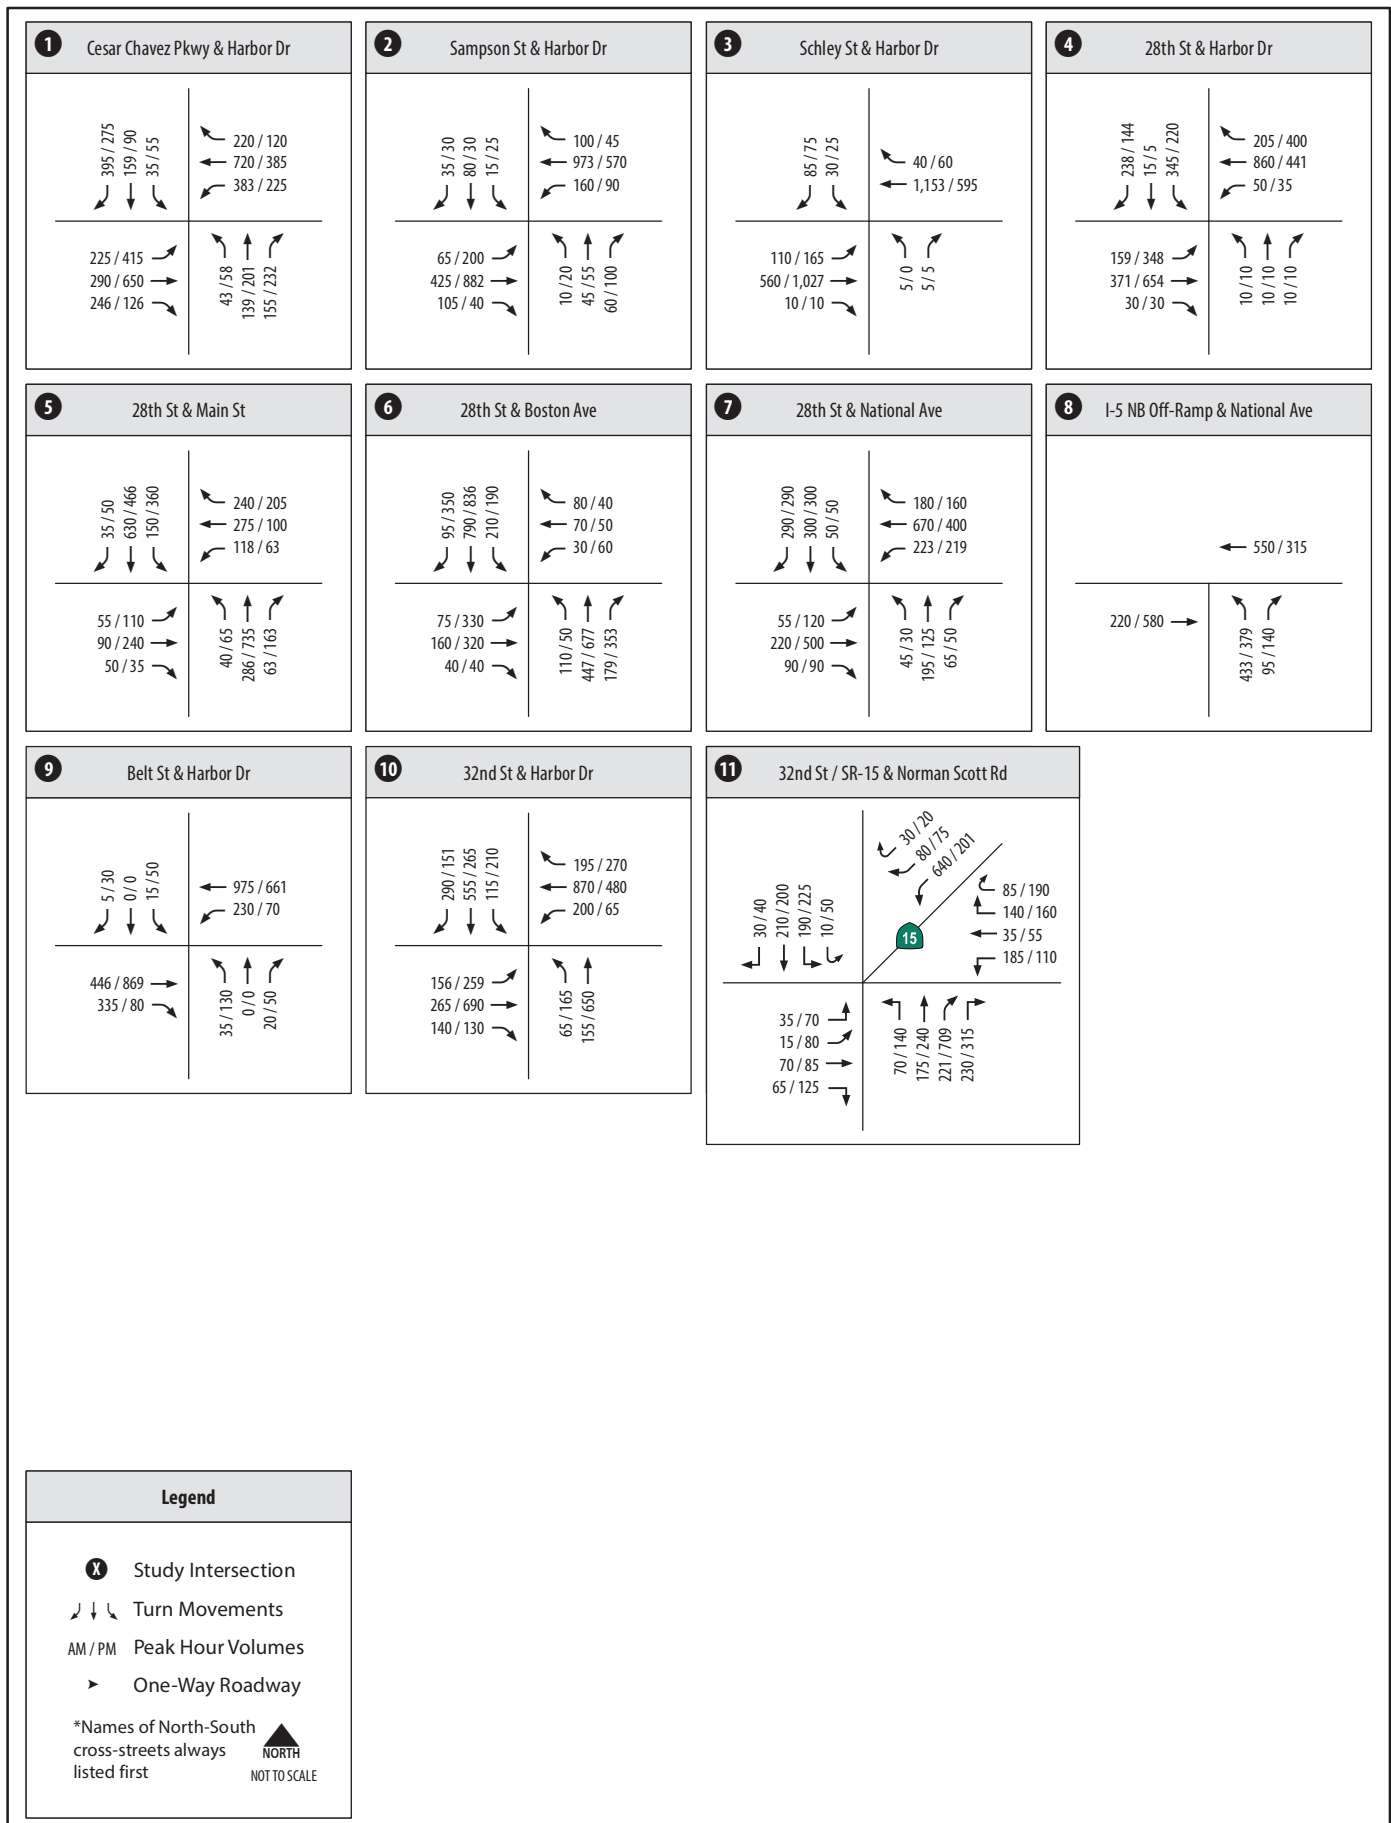 1 Cesar Chavez Pkwy & Harbor Dr
395 / 275
159 / 90
35 / 55
220 / 120
720 / 385
383 / 225
225 / 415
290 / 650
246 / 126
43 / 58
139 / 201
155 / 232
2 Sampson St & Harbor Dr
35 / 30
80 / 30
15 / 25
100 / 45
973 / 570
160 / 90
65 / 200
425 / 882
105 / 40
10 / 20
45 / 55
60 / 100
3 Schley St & Harbor Dr
85 / 75
30 / 25
40 / 60
1,153 / 595
110 / 165
560 / 1,027
10 / 10
5 / 0
5 / 5
4 28th St & Harbor Dr
238 / 144
15 / 5
345 / 220
205 / 400
860 / 441
50 / 35
159 / 348
371 / 654
30 / 30
10 / 10
10 / 10
10 / 10
5 28th St & Main St
35 / 50
630 / 466
150 / 360
240 / 205
275 / 100
118 / 63
55 / 110
90 / 240
50 / 35
40 / 65
286 / 735
63 / 163
6 28th St & Boston Ave
95 / 350
790 / 836
210 / 190
80 / 40
70 / 50
30 / 60
75 / 330
160 / 320
40 / 40
110 / 50
447 / 677
179 / 353
7 28th St & National Ave
290 / 290
300 / 300
50 / 50
180 / 160
670 / 400
223 / 219
55 / 120
220 / 500
90 / 90
45 / 30
195 / 125
65 / 50
8 I-5 NB Off-Ramp & National Ave
550 / 315
220 / 580
433 / 379
95 / 140
9 Belt St & Harbor Dr
5 / 30
0 / 0
15 / 50
975 / 661
230 / 70
446 / 869
335 / 80
35 / 130
0 / 0
20 / 50
10 32nd St & Harbor Dr
290 / 151
555 / 265
115 / 210
195 / 270
870 / 480
200 / 65
156 / 259
265 / 690
140 / 130
65 / 165
155 / 650
11 32nd St / SR-15 & Norman Scott Rd
30 / 40
210 / 200
190 / 225
10 / 50
30 / 20
80 / 75
640 / 201
15
85 / 190
140 / 160
35 / 55
185 / 110
35 / 70
15 / 80
70 / 85
65 / 125
70 / 140
175 / 240
221 / 709
230 / 315
Legend
X Study Intersection
Turn Movements
AM / PM Peak Hour Volumes
One-Way Roadway
*Names of North-South
cross-streets always
listed first
NORTH
NOT TO SCALE